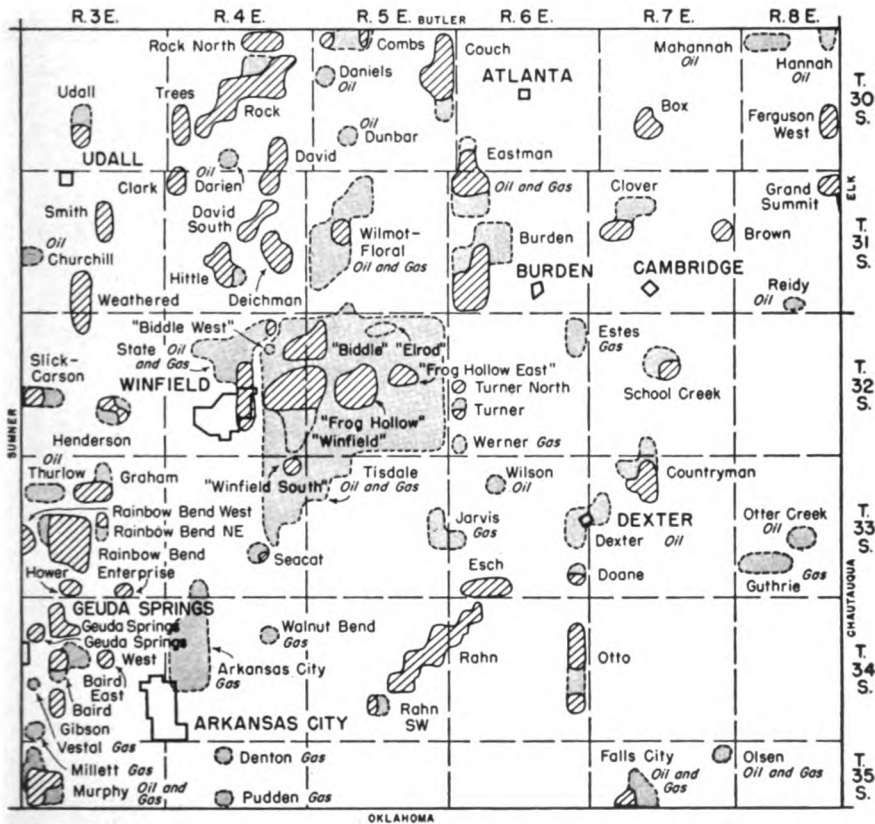 R. 3 E. R. 4 E. R. 5 E. BUTLER R. 6 E. R. 7 E. R. 8 E.
Rock North
Combs
Couch
Mahannah
Oil
Hannah
Oil
Daniels
Oil
ATLANTA
Udall
Trees
Rock
Box
Ferguson
West
T.
30
S.
Dunbar
Oil
UDALL
David
Eastman
Oil and Gas
Clark
Oil
Darien
Clover
Grand
Summit
ELK
Smith
David
South
Wilmot-
Floral
Oil and Gas
Burden
Brown
T.
31
S.
Oil
Churchill
Hittle
Deichman
BURDEN
CAMBRIDGE
Weathered
Reidy
Oil
"Biddle West"
State Oil
and Gas
"Biddle" "Elrod"
Estes
Gas
Slick-
Carson
WINFIELD
"Frog Hollow East"
Turner North
School Creek
T.
32
S.
Turner
Henderson
"Frog Hollow"
"Winfield"
Werner Gas
SUMNER
Oil
Thurlow
Graham
"Winfield South"
Tisdale
Oil and Gas
Wilson
Oil
Countryman
Rainbow Bend West
Rainbow Bend NE
Rainbow Bend
Seacat
Jarvis
Gas
DEXTER
Dexter Oil
Otter Creek
Oil
T.
33
S.
Hower
Enterprise
Esch
Doane
Gas
Guthrie
CHAUTAUQUA
GEUDA SPRINGS
Geuda Springs
Geuda Springs
West
Walnut Bend
Gas
Arkansas City
Gas
Rahn
Otto
T.
34
S.
Baird
East
Baird
Rahn
SW
Gibson
ARKANSAS CITY
Vestal Gas
Millett Gas
Denton Gas
Falls City
Oil and
Gas
Olsen
Oil and Gas
T.
35
S.
Murphy Oil and
Gas
Pudden Gas
OKLAHOMA